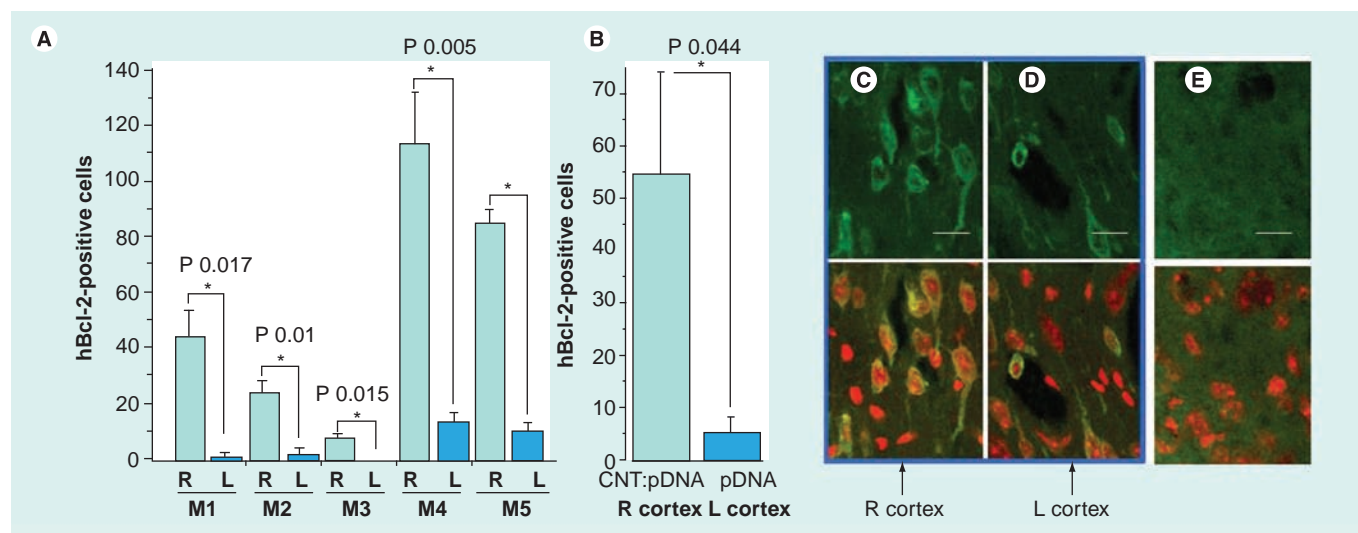 A
hBcl-2-positive cells
140
120
100
80
60
40
20
0
P 0.017
*
P 0.01
*
P 0.015
*
P 0.005
*
*
R L R L R L R L R L
M1 M2 M3 M4 M5
B
P 0.044
*
hBcl-2-positive cells
70
60
50
40
30
20
10
0
CNT:pDNA pDNA
R cortex L cortex
C D E
R cortex L cortex